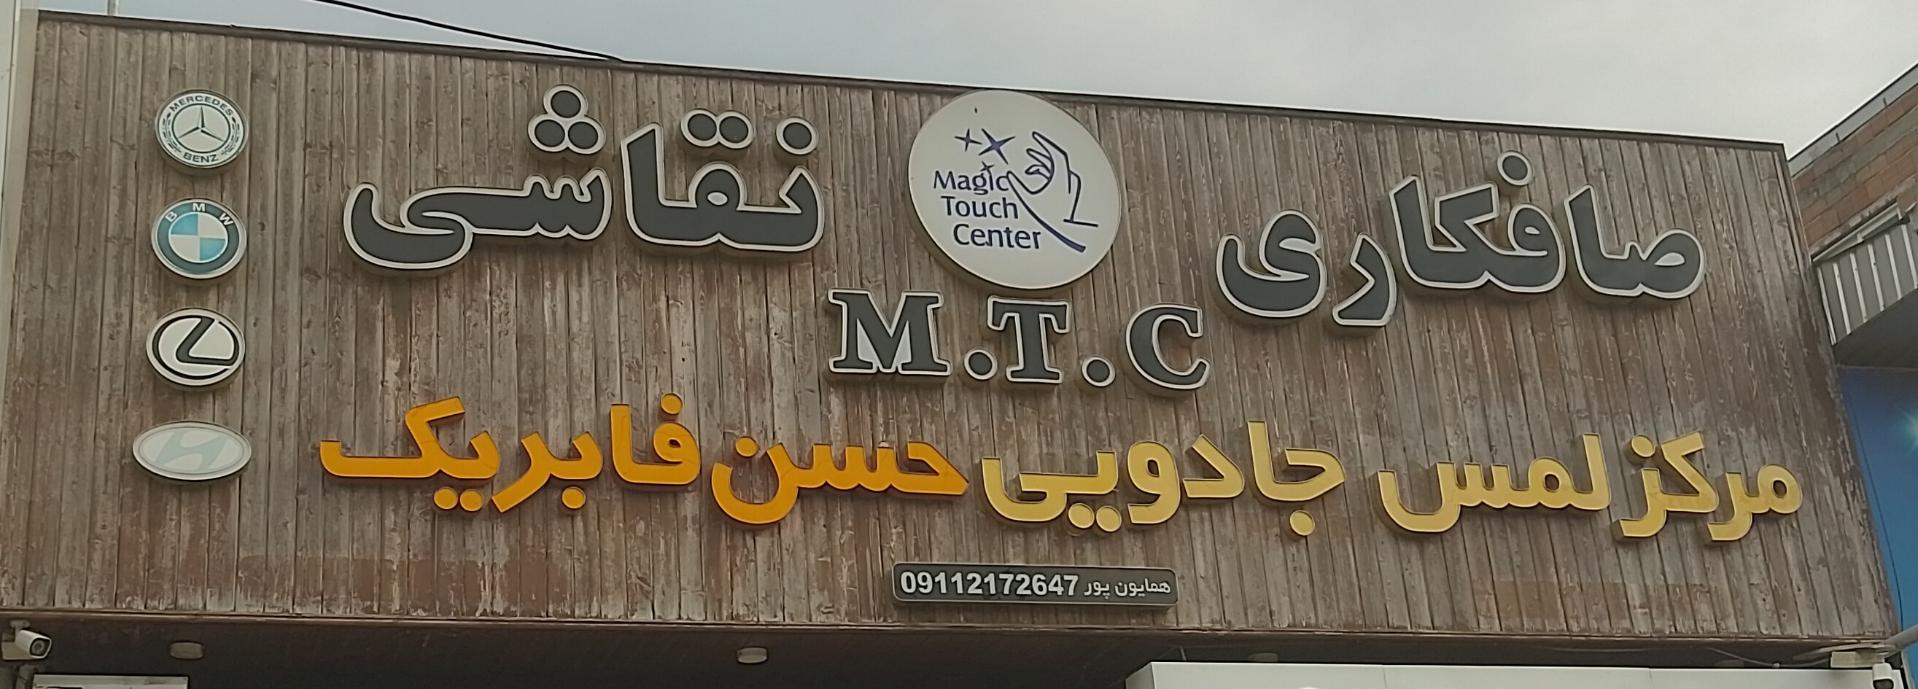 صافکاری نقاشی
Magic
Touch
Center
M.T.C
مرکز لمس جادویی حسن فابریک
همایون پور 09112172647
MERCEDES
BENZ
BMW